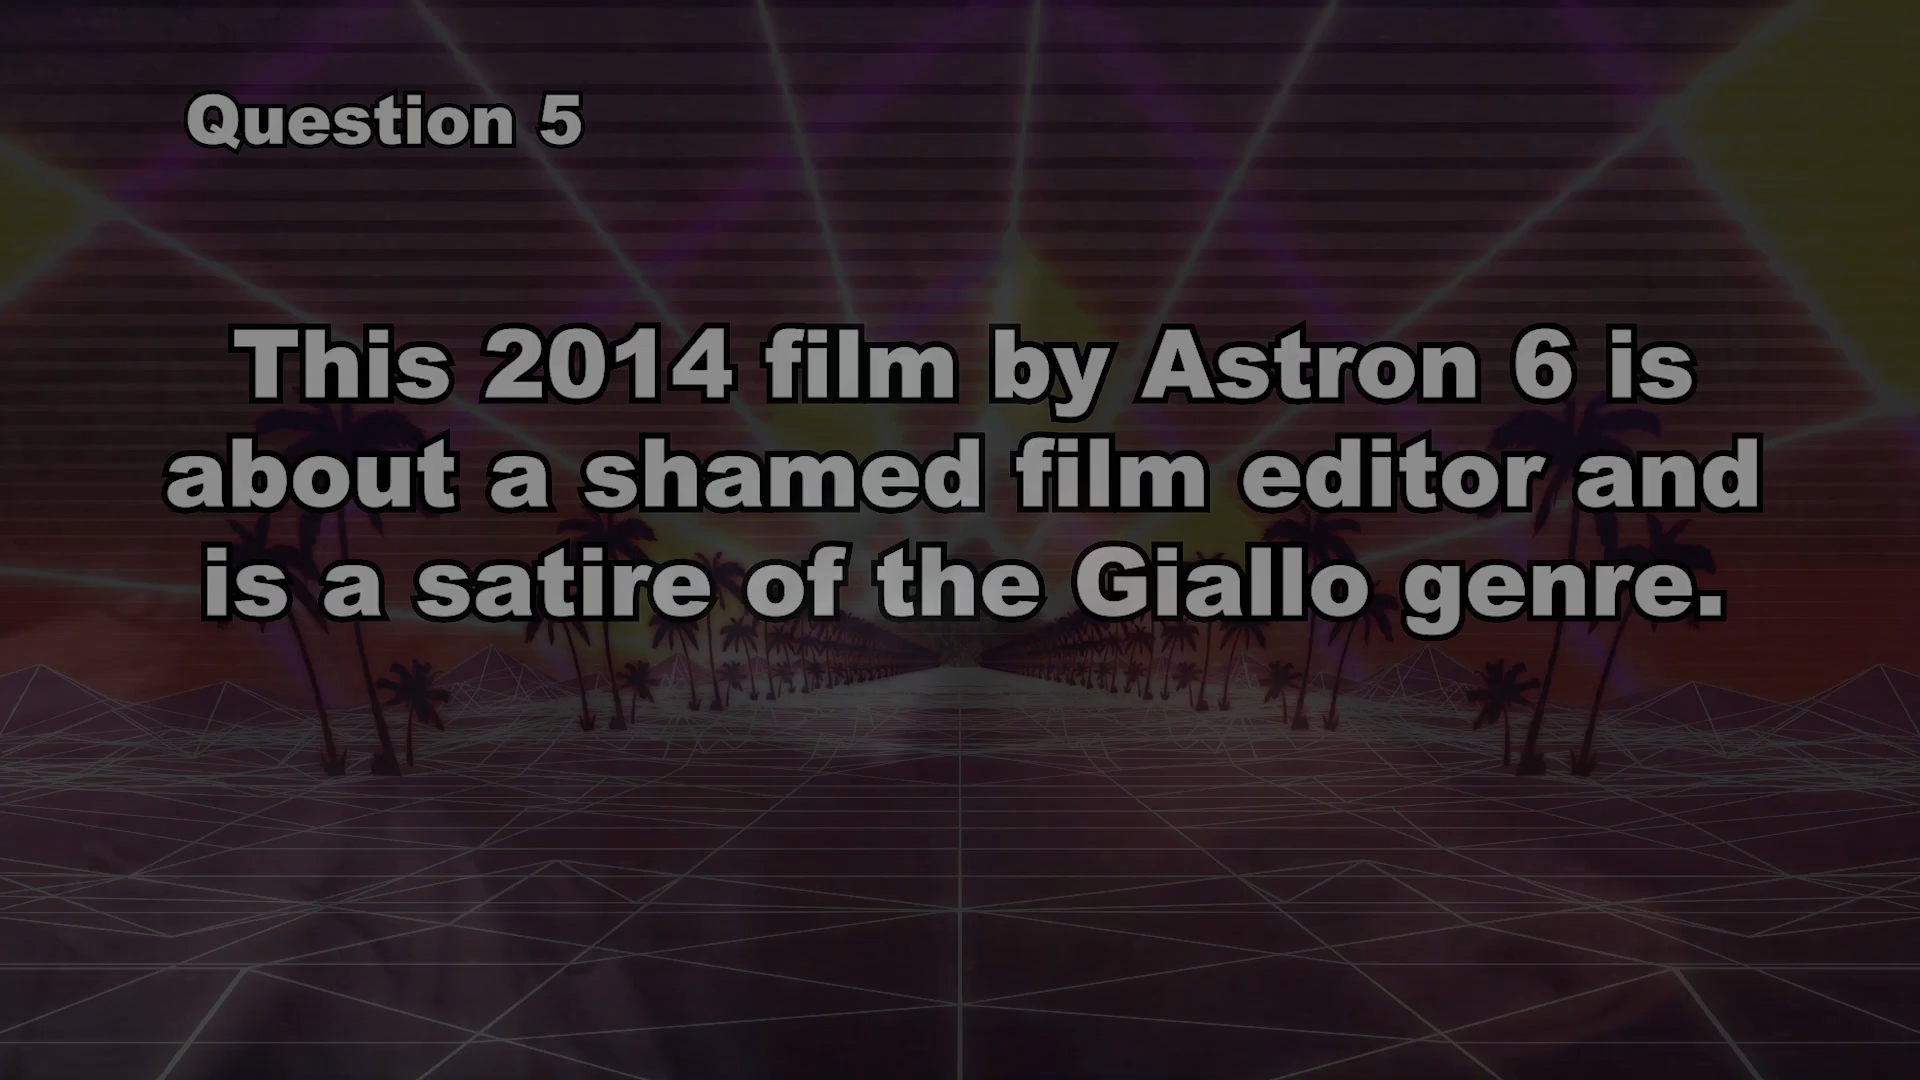 Question 5
This 2014 film by Astron 6 is
about a shamed film editor and
is a satire of the Giallo genre.